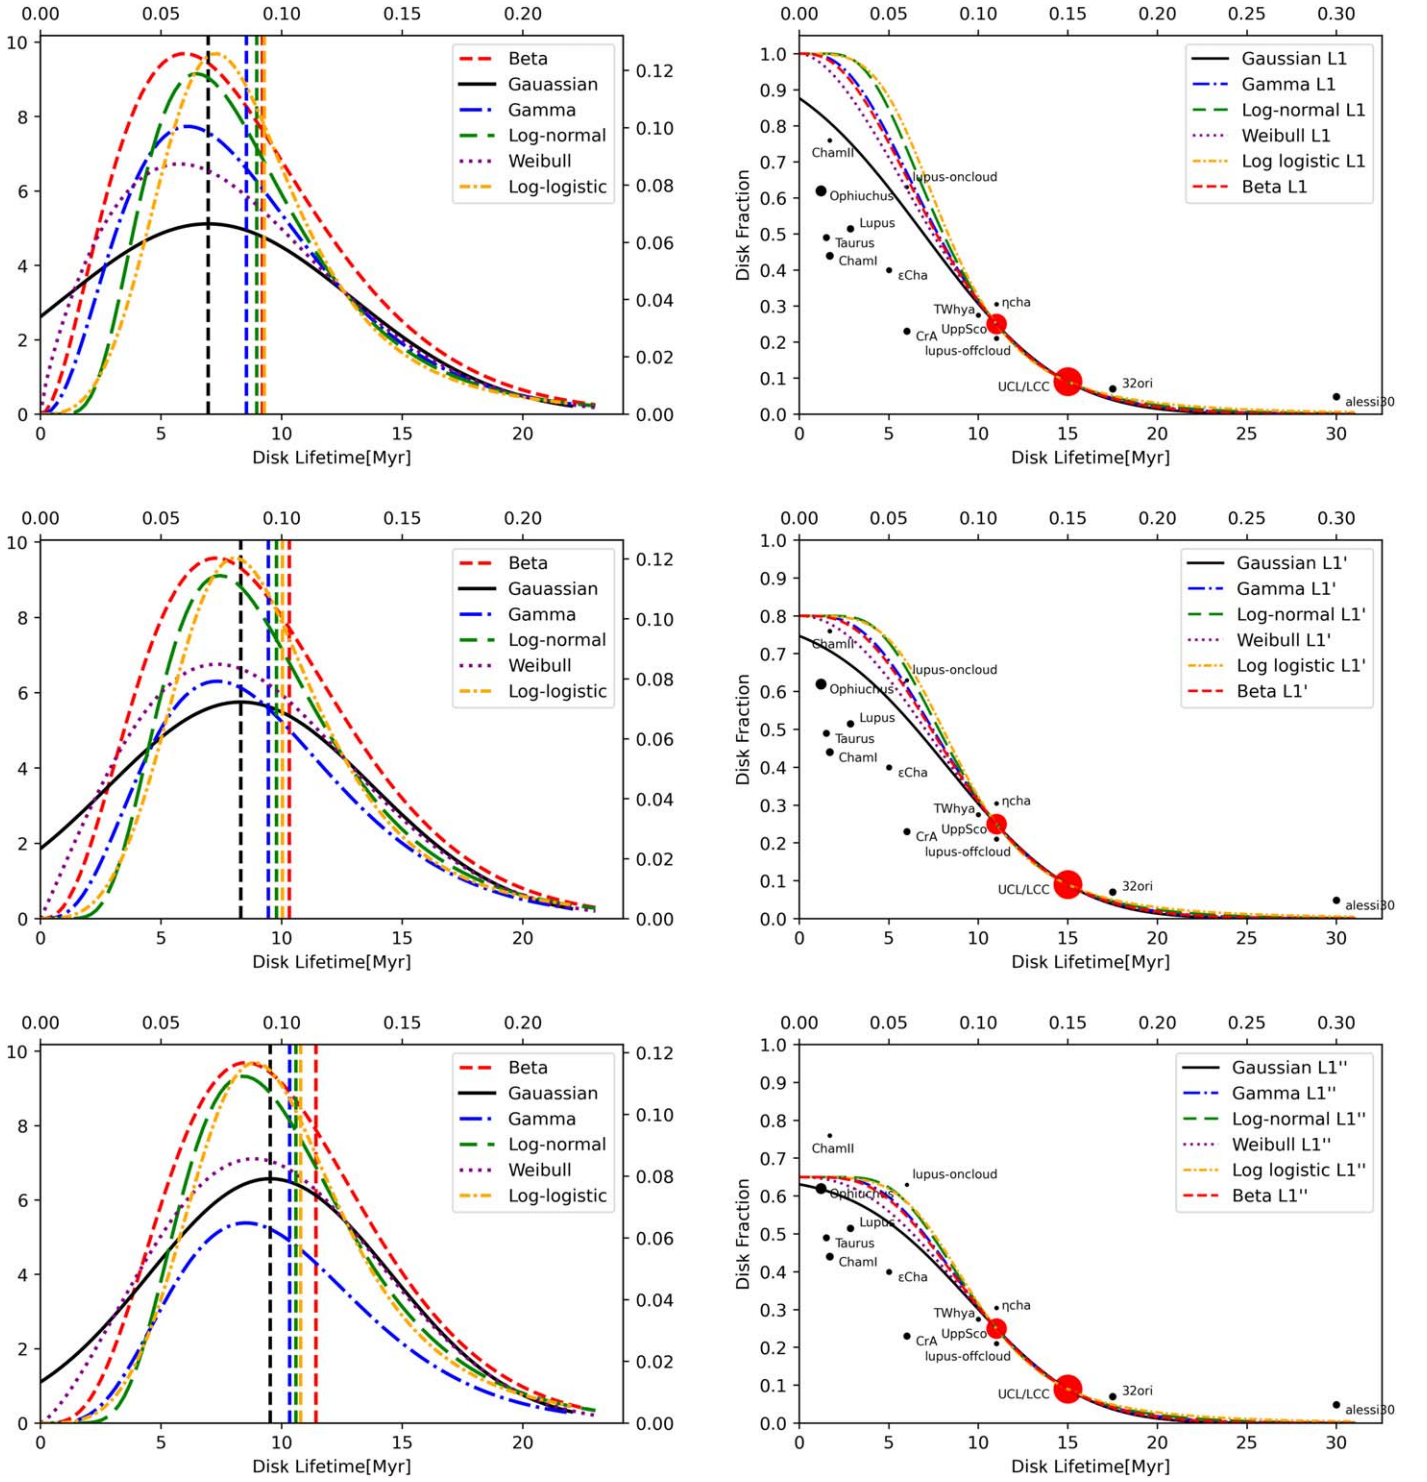 0.00 0.05 0.10 0.15 0.20
10
8
6
4
2
0
0.12
0.10
0.08
0.06
0.04
0.02
0.00
Beta
Gauassian
Gamma
Log-normal
Weibull
Log-logistic
0 5 10 15 20
Disk Lifetime[Myr]
0.00 0.05 0.10 0.15 0.20 0.25 0.30
1.0
0.9
0.8
0.7
0.6
0.5
0.4
0.3
0.2
0.1
0.0
Disk Fraction
Gaussian L1
Gamma L1
Log-normal L1
Weibull L1
Log logistic L1
Beta L1
ChamII
lupus-oncloud
Ophiuchus
Lupus
Taurus
ChamI
εCha
TWhya
ηcha
UppSco
CrA
lupus-offcloud
UCL/LCC
32ori
alessi30
0 5 10 15 20 25 30
Disk Lifetime[Myr]
0.00 0.05 0.10 0.15 0.20
10
8
6
4
2
0
0.12
0.10
0.08
0.06
0.04
0.02
0.00
Beta
Gauassian
Gamma
Log-normal
Weibull
Log-logistic
0 5 10 15 20
Disk Lifetime[Myr]
0.00 0.05 0.10 0.15 0.20 0.25 0.30
1.0
0.9
0.8
0.7
0.6
0.5
0.4
0.3
0.2
0.1
0.0
Disk Fraction
Gaussian L1'
Gamma L1'
Log-normal L1'
Weibull L1'
Log logistic L1'
Beta L1'
ChamII
lupus-oncloud
Ophiuchus
Lupus
Taurus
ChamI
εCha
TWhya
ηcha
UppSco
CrA
lupus-offcloud
UCL/LCC
32ori
alessi30
0 5 10 15 20 25 30
Disk Lifetime[Myr]
0.00 0.05 0.10 0.15 0.20
10
8
6
4
2
0
0.12
0.10
0.08
0.06
0.04
0.02
0.00
Beta
Gauassian
Gamma
Log-normal
Weibull
Log-logistic
0 5 10 15 20
Disk Lifetime[Myr]
0.00 0.05 0.10 0.15 0.20 0.25 0.30
1.0
0.9
0.8
0.7
0.6
0.5
0.4
0.3
0.2
0.1
0.0
Disk Fraction
Gaussian L1''
Gamma L1''
Log-normal L1''
Weibull L1''
Log logistic L1''
Beta L1''
ChamII
lupus-oncloud
Ophiuchus
Lupus
Taurus
ChamI
εCha
TWhya
ηcha
UppSco
CrA
lupus-offcloud
UCL/LCC
32ori
alessi30
0 5 10 15 20 25 30
Disk Lifetime[Myr]